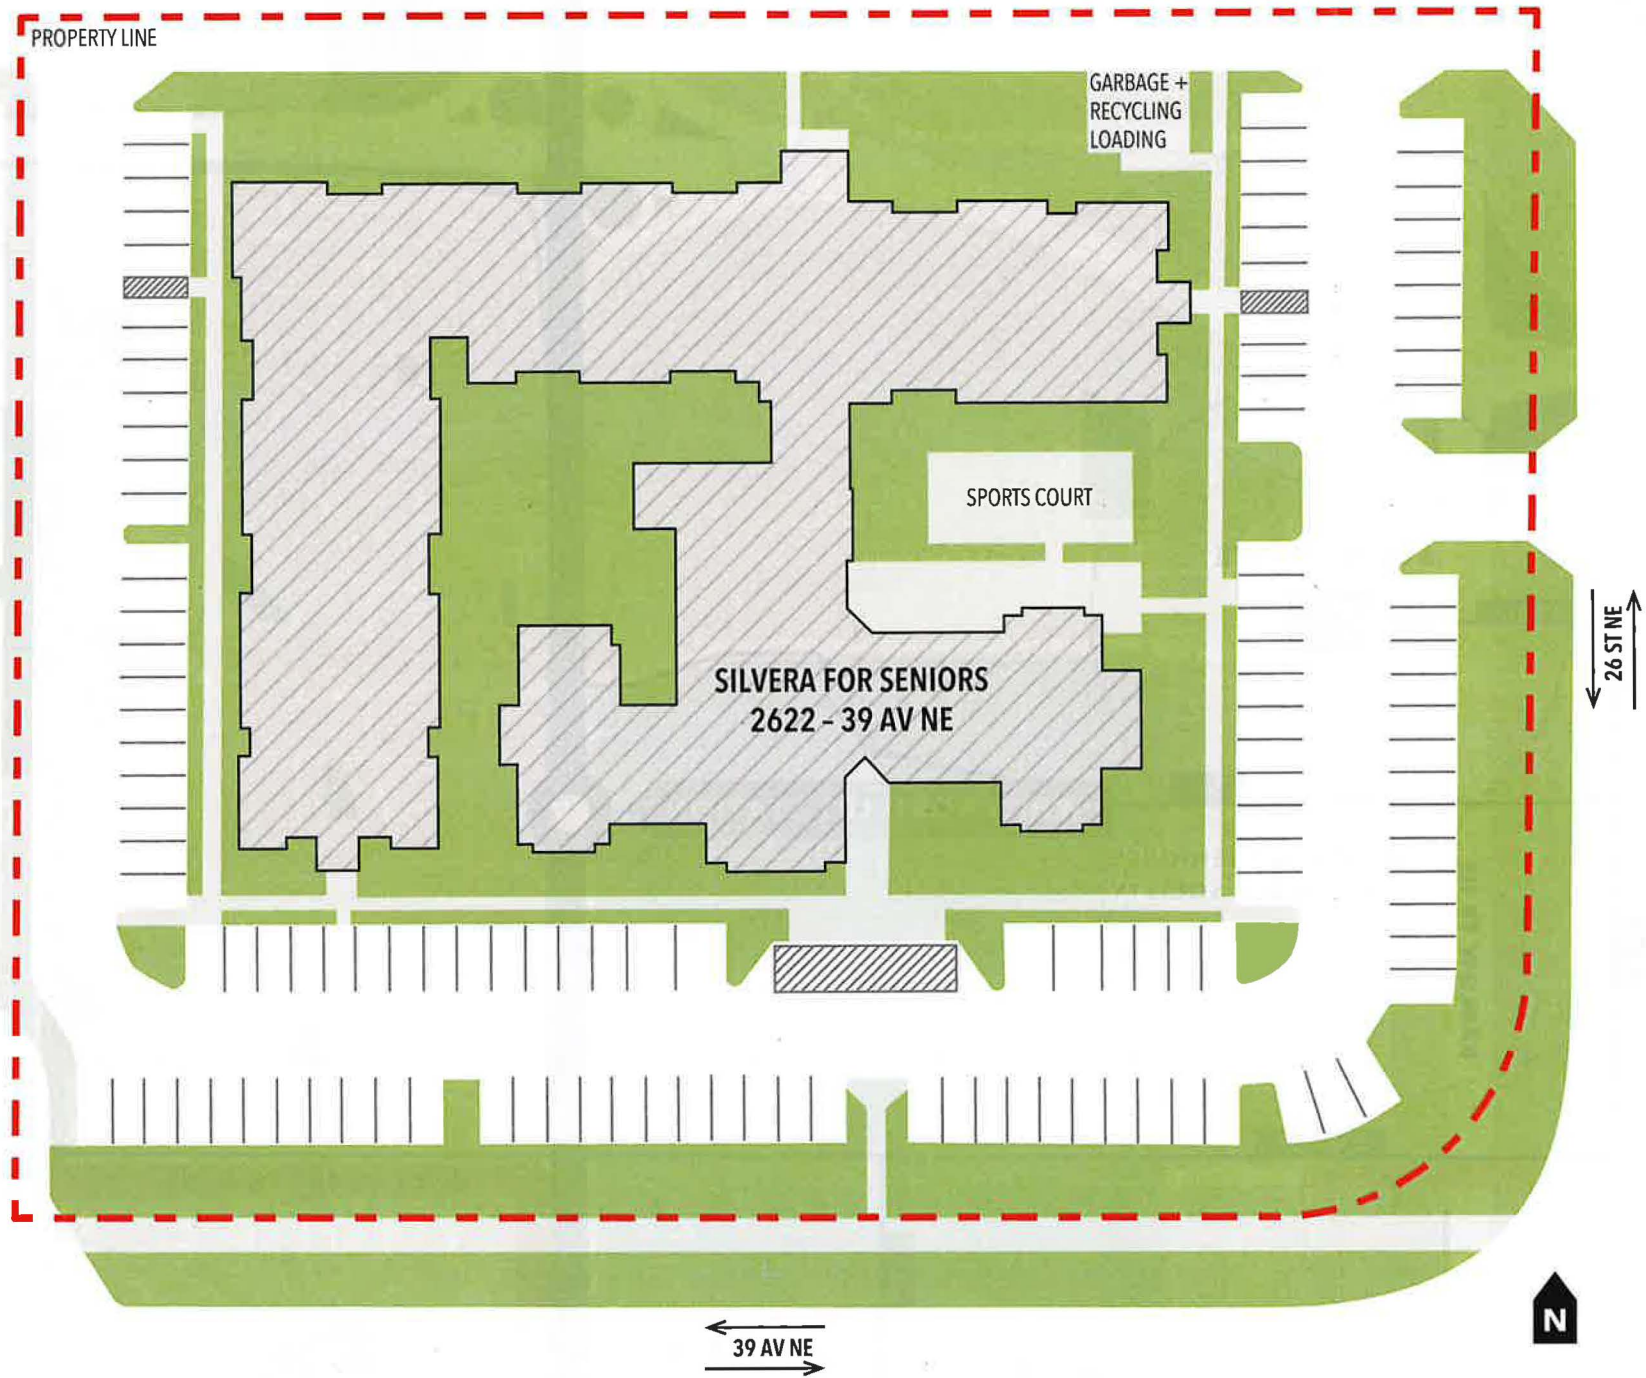 PROPERTY LINE
GARBAGE +
RECYCLING
LOADING
SPORTS COURT
SILVERA FOR SENIORS
2622 – 39 AV NE
26 ST NE
39 AV NE
N